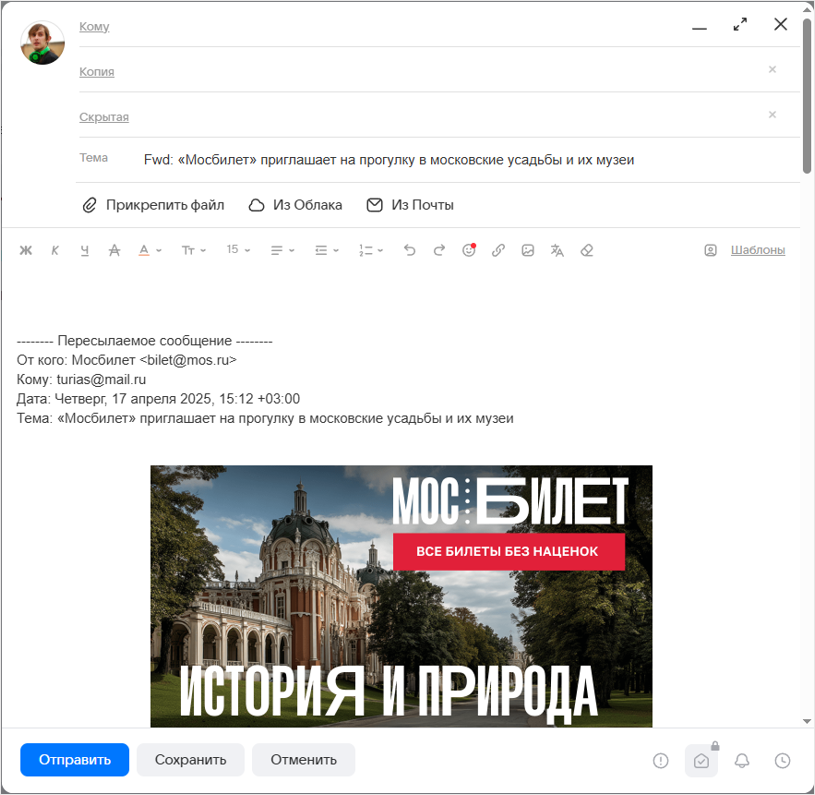 Кому
Копия
Скрытая
Тема Fwd: «Мосбилет» приглашает на прогулку в московские усадьбы и их музеи
Прикрепить файл Из Облака Из Почты
Ж К Ч А А Тт 15 Шаблоны
-------- Пересылаемое сообщение --------
От кого: Мосбилет <bilet@mos.ru>
Кому: turias@mail.ru
Дата: Четверг, 17 апреля 2025, 15:12 +03:00
Тема: «Мосбилет» приглашает на прогулку в московские усадьбы и их музеи
МОС БИЛЕТ
ВСЕ БИЛЕТЫ БЕЗ НАЦЕНОК
ИСТОРИЯ И ПРИРОДА
Отправить Сохранить Отменить